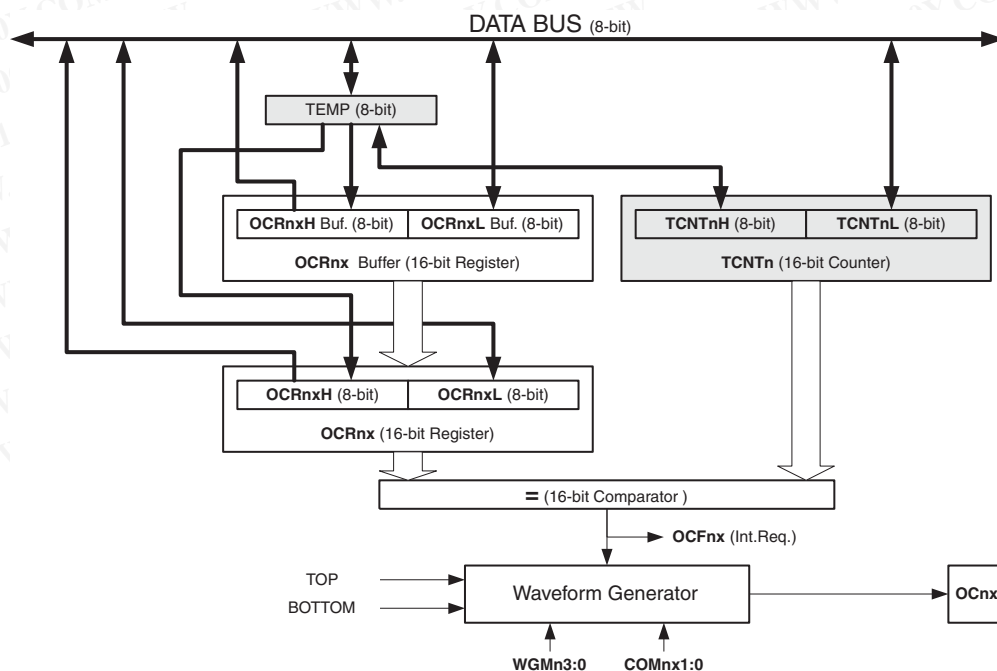 DATA BUS (8-bit)
TEMP (8-bit)
OCRnxH Buf. (8-bit) OCRnxL Buf. (8-bit)
OCRnx Buffer (16-bit Register)
TCNTnH (8-bit) TCNTnL (8-bit)
TCNTn (16-bit Counter)
OCRnxH (8-bit) OCRnxL (8-bit)
OCRnx (16-bit Register)
= (16-bit Comparator )
OCFnx (Int.Req.)
TOP
BOTTOM
Waveform Generator
OCnx
WGMn3:0 COMnx1:0